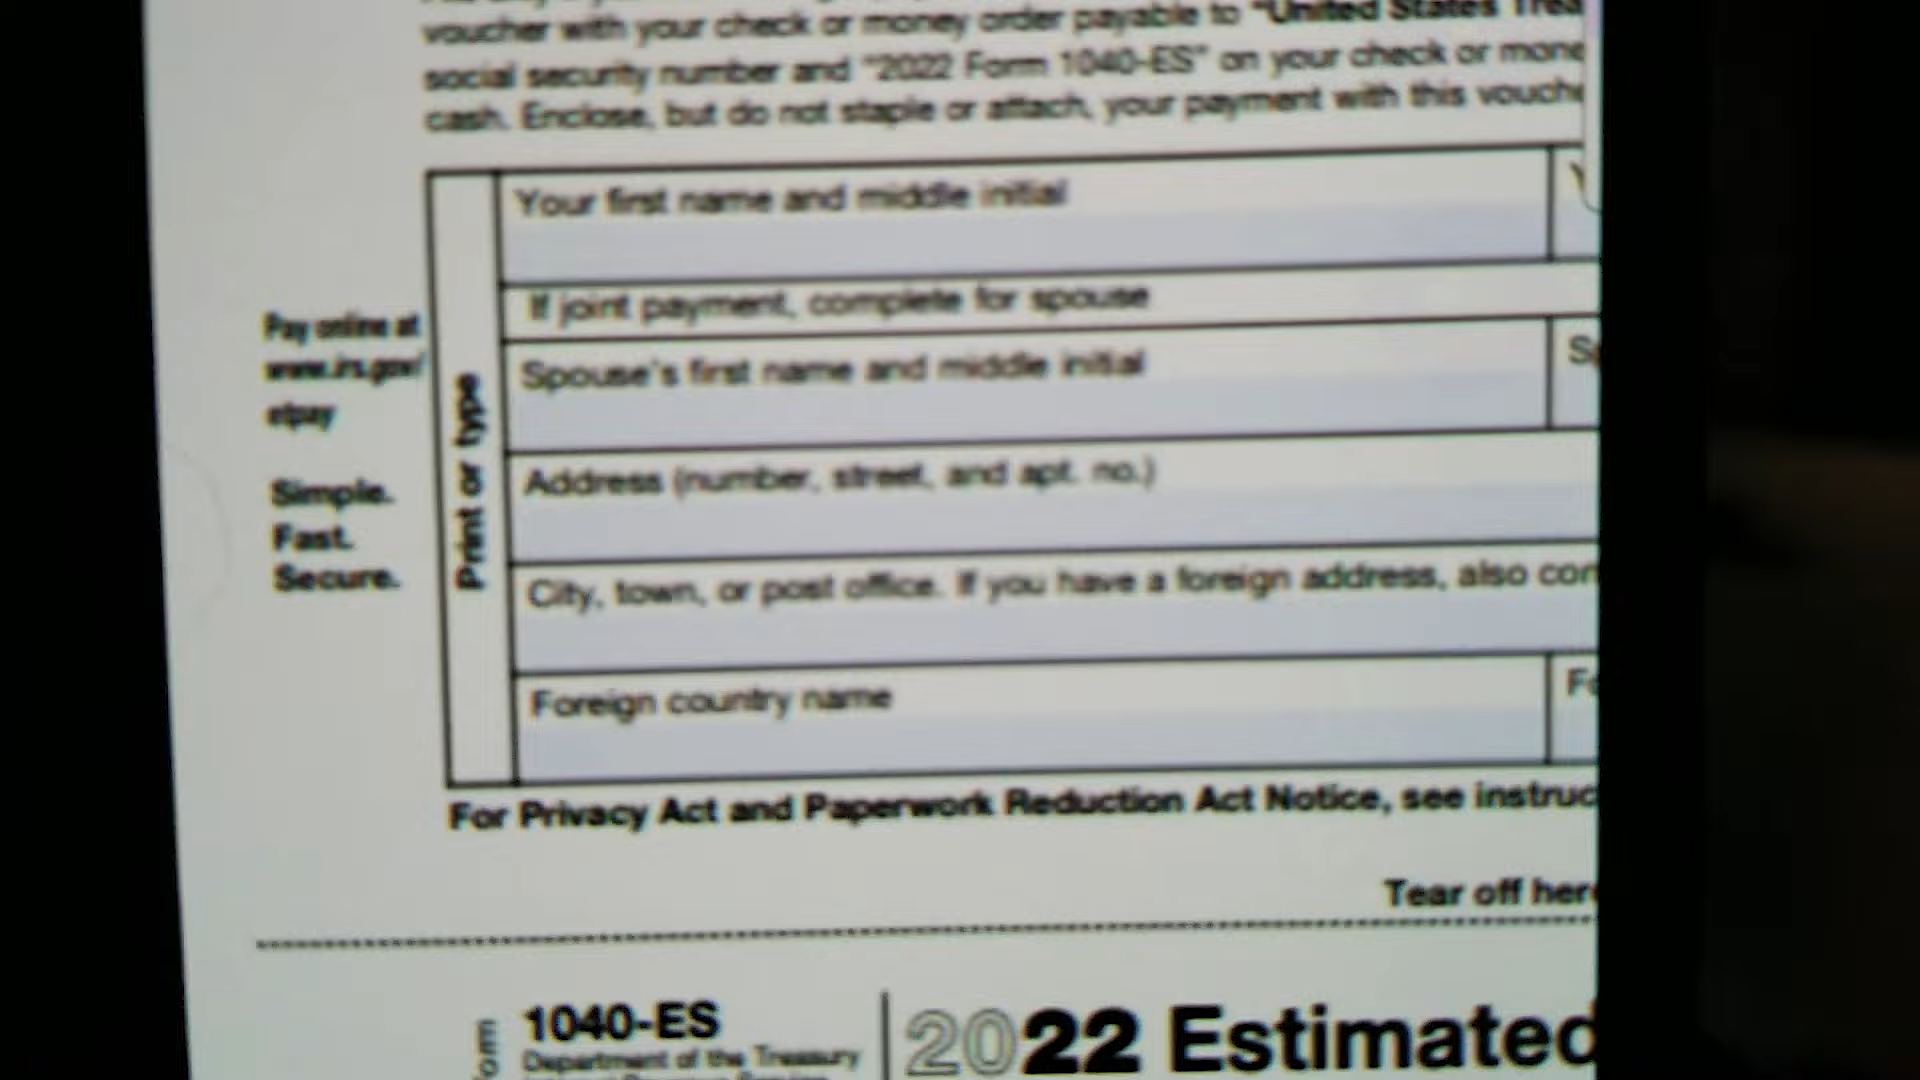 voucher with your check or money order payable to "United States Trea
social security number and "2022 Form 1040-ES" on your check or mone
cash. Enclose, but do not staple or attach, your payment with this vouche
Pay online at
www.irs.gov/
etpay
Simple.
Fast.
Secure.
Print or type
Your first name and middle initial
Y
If joint payment, complete for spouse
Spouse's first name and middle initial
Sp
Address (number, street, and apt. no.)
City, town, or post office. If you have a foreign address, also com
Foreign country name
Fo
For Privacy Act and Paperwork Reduction Act Notice, see instruc
Tear off here
Form
1040-ES
Department of the Treasury
2022 Estimated